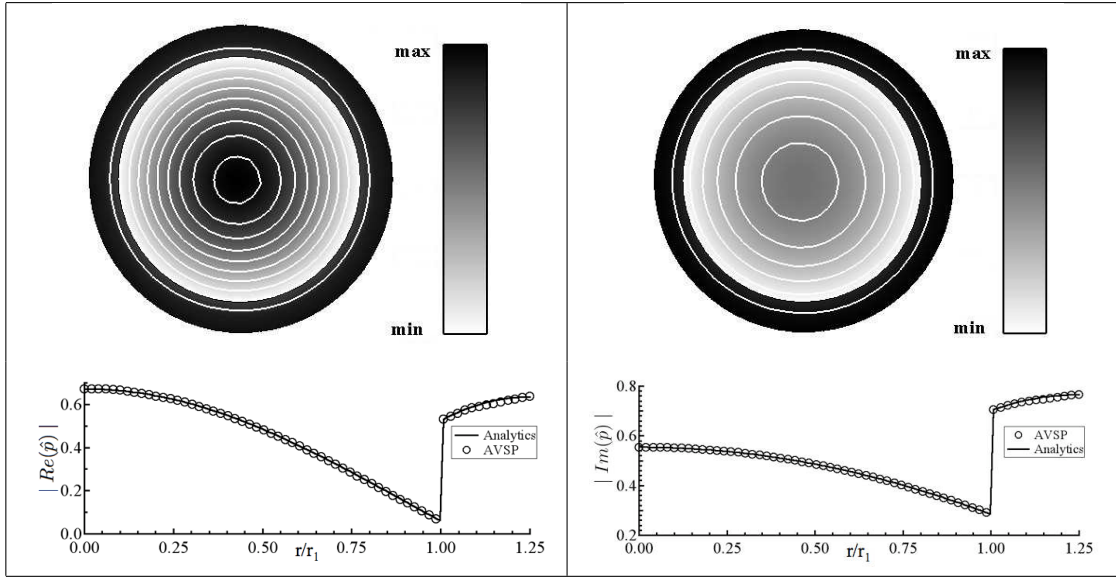 max
min
| Re(p̂) |
0.6
0.4
0.2
0.0
Analytics
AVSP
0.00
0.25
0.50
0.75
1.00
1.25
r/r₁
max
min
| Im(p̂) |
0.8
0.6
0.4
0.2
AVSP
Analytics
0.00
0.25
0.50
0.75
1.00
1.25
r/r₁